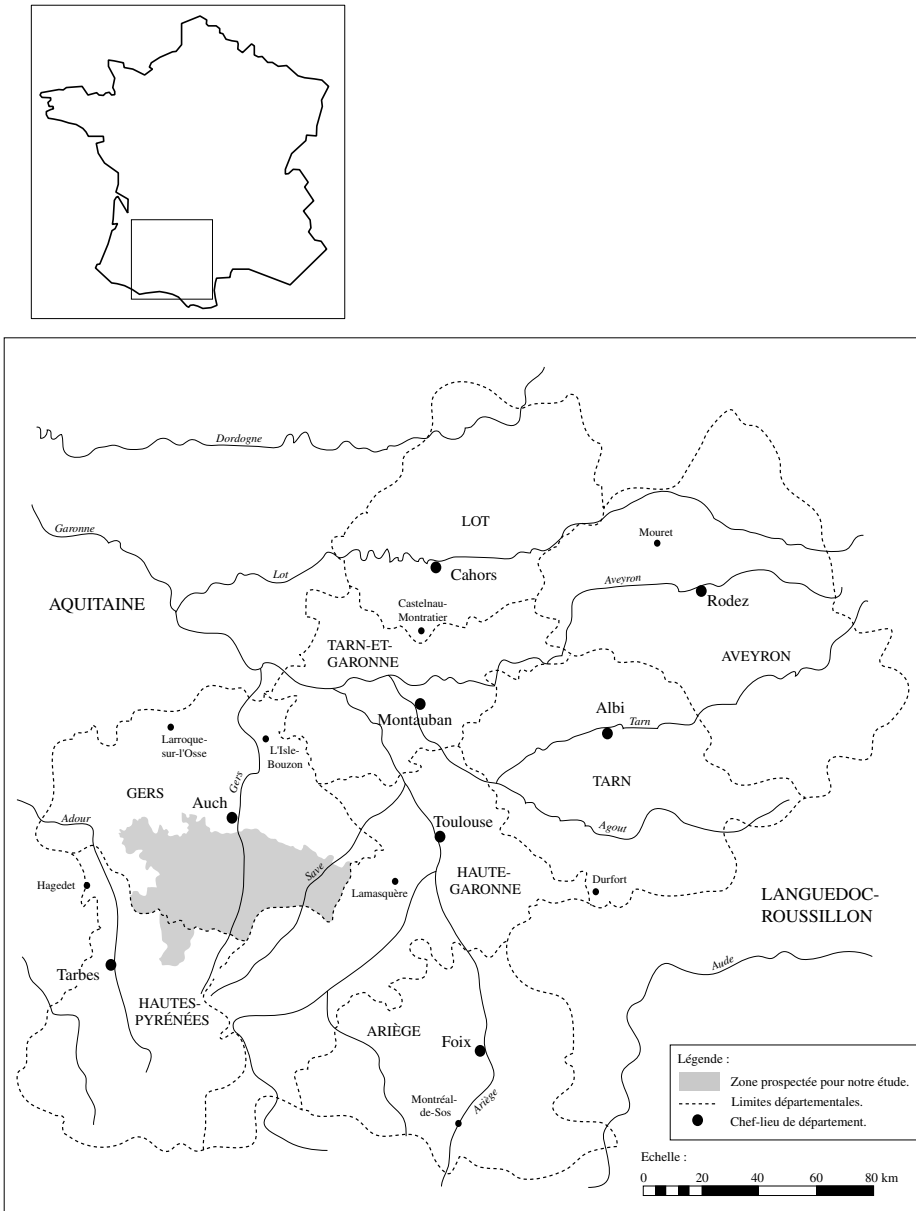 Dordogne
Garonne
LOT
Mouret
Lot
Cahors
Aveyron
Rodez
AQUITAINE
Castelnau-
Montratier
TARN-ET-
GARONNE
AVEYRON
Montauban
Albi
Tarn
Larroque-
sur-l'Osse
L'Isle-
Bouzon
GERS
Gers
TARN
Auch
Adour
Toulouse
Agout
Save
HAUTE-
GARONNE
Hagedet
Lamasquère
Durfort
LANGUEDOC-
ROUSSILLON
Tarbes
Aude
HAUTES-
PYRÉNÉES
ARIÈGE
Foix
Montréal-
de-Sos
Ariège
Légende :
Zone prospectée pour notre étude.
Limites départementales.
Chef-lieu de département.
Echelle :
0 20 40 60 80 km